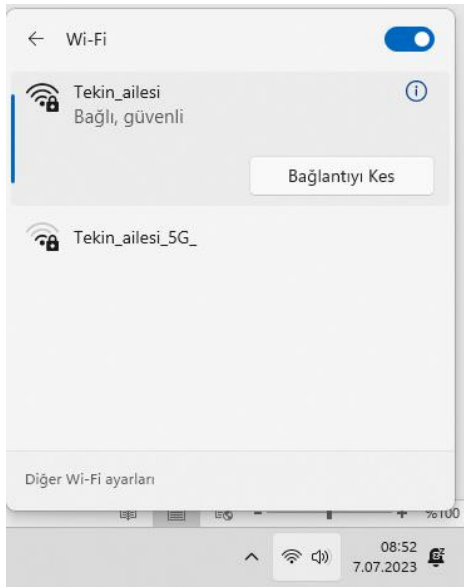 Wi-Fi
Tekin_ailesi
Bağlı, güvenli
Bağlantıyı Kes
Tekin_ailesi_5G_
Diğer Wi-Fi ayarları
- + %100
08:52
7.07.2023